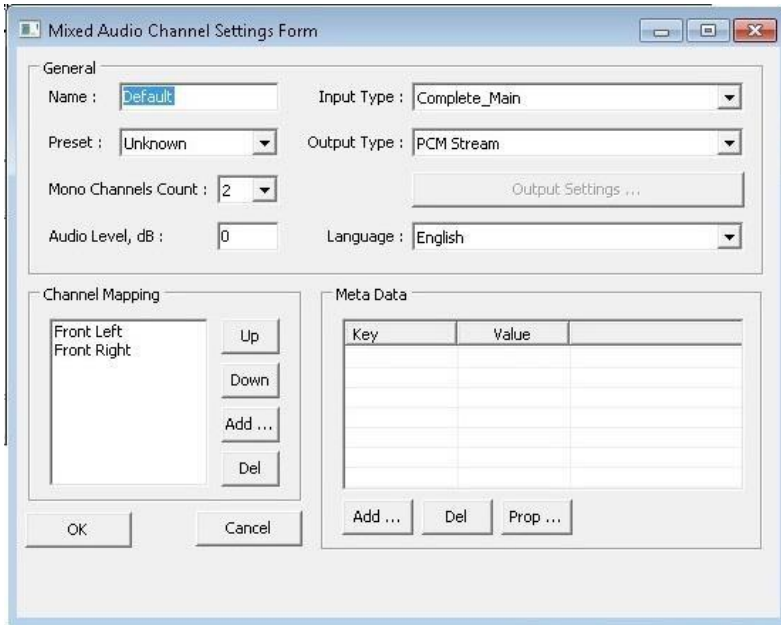 Mixed Audio Channel Settings Form
General
Name : Default Input Type : Complete_Main
Preset : Unknown Output Type : PCM Stream
Mono Channels Count : 2 Output Settings ...
Audio Level, dB : 0 Language : English
Channel Mapping
Front Left
Front Right
Up
Down
Add ...
Del
OK Cancel
Meta Data
Key Value
Add ... Del Prop ...